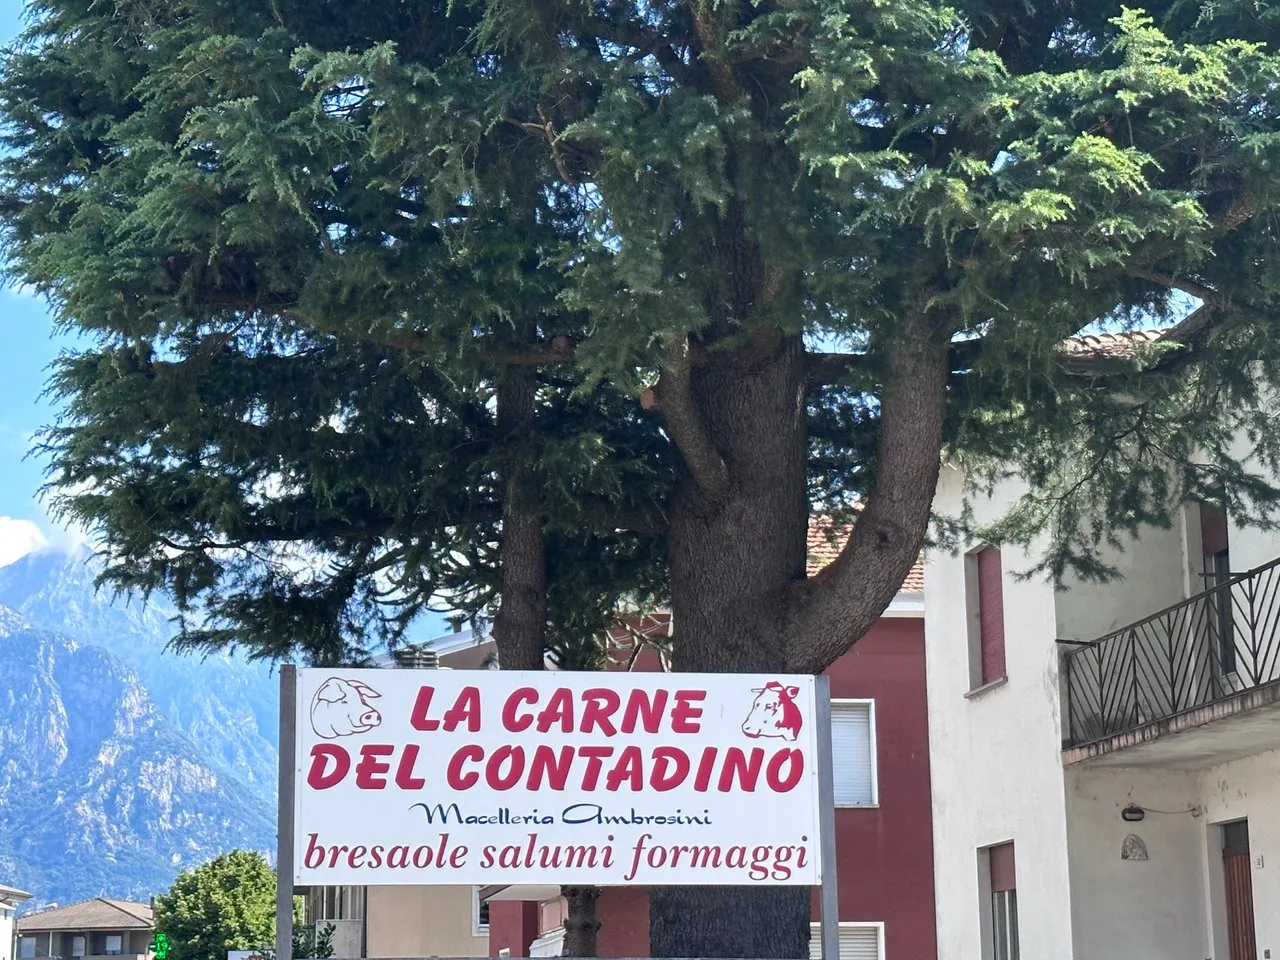 LA CARNE
DEL CONTADINO
Macelleria Ambrosini
bresaole salumi formaggi